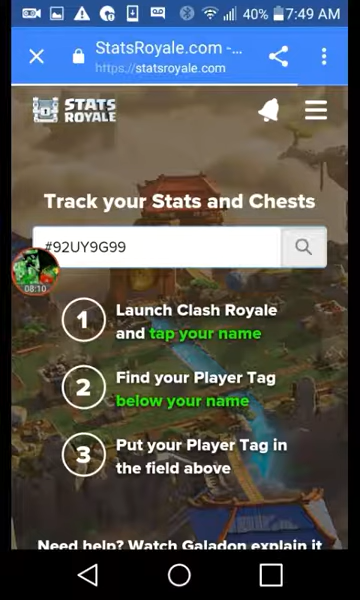 40% 7:49 AM
StatsRoyale.com -...
https://statsroyale.com
STATS
ROYALE
Track your Stats and Chests
#92UY9G99
08:10
1 Launch Clash Royale
and tap your name
2 Find your Player Tag
below your name
3 Put your Player Tag in
the field above
Need help? Watch Galadon explain it